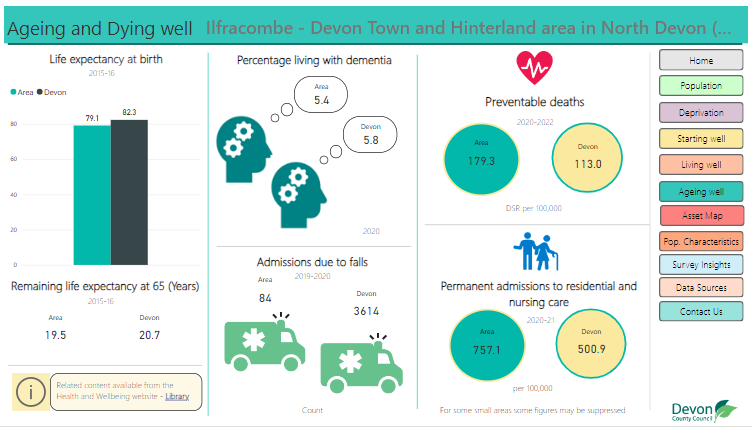 Ageing and Dying well
Ilfracombe - Devon Town and Hinterland area in North Devon (...
Life expectancy at birth
2015-16
Area Devon
79.1
82.3
80
60
40
20
0
Remaining life expectancy at 65 (Years)
2015-16
Area
19.5
Devon
20.7
i
Related content available from the
Health and Wellbeing website - Library
Percentage living with dementia
Area
5.4
Devon
5.8
2020
Admissions due to falls
2019-2020
Area
84
Devon
3614
Count
Preventable deaths
2020-2022
Area
179.3
Devon
113.0
DSR per 100,000
Permanent admissions to residential and
nursing care
2020-21
Area
757.1
Devon
500.9
per 100,000
For some small areas some figures may be suppressed
Home
Population
Deprivation
Starting well
Living well
Ageing well
Asset Map
Pop. Characteristics
Survey Insights
Data Sources
Contact Us
Devon
County Council